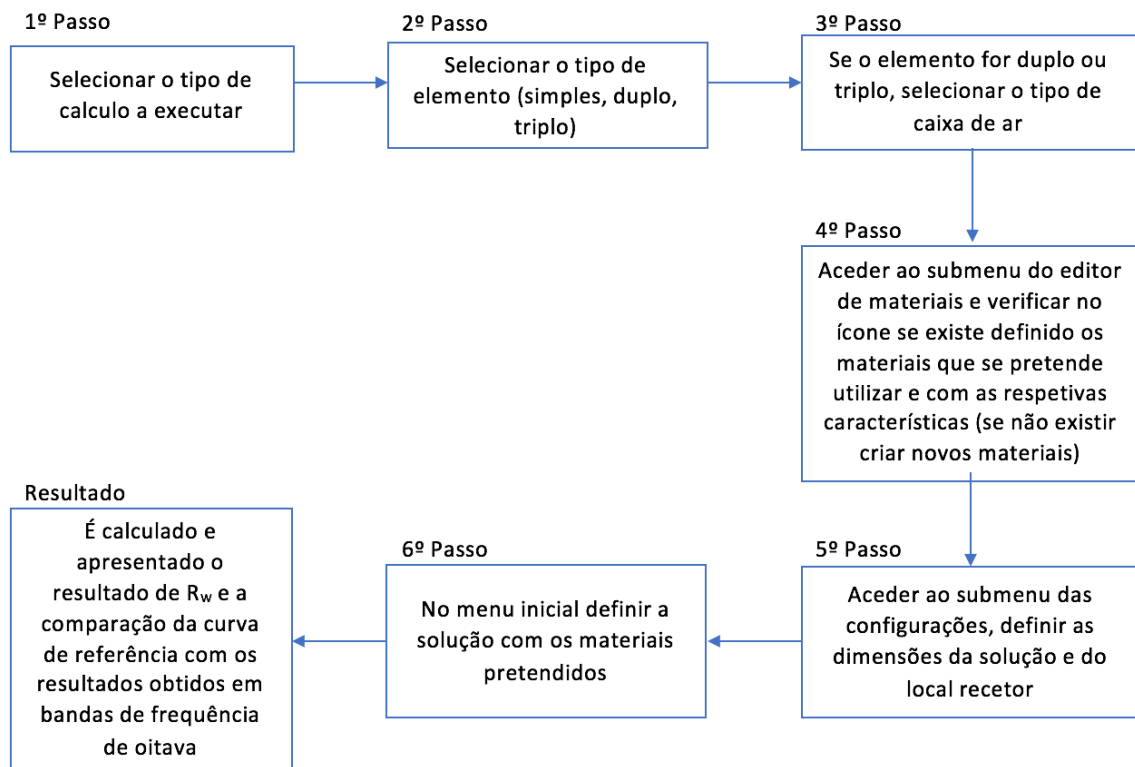 1º Passo
Selecionar o tipo de
calculo a executar
2º Passo
Selecionar o tipo de
elemento (simples, duplo,
triplo)
3º Passo
Se o elemento for duplo ou
triplo, selecionar o tipo de
caixa de ar
4º Passo
Aceder ao submenu do editor
de materiais e verificar no
ícone se existe definido os
materiais que se pretende
utilizar e com as respetivas
características (se não existir
criar novos materiais)
5º Passo
Aceder ao submenu das
configurações, definir as
dimensões da solução e do
local recetor
6º Passo
No menu inicial definir a
solução com os materiais
pretendidos
Resultado
É calculado e
apresentado o
resultado de Rw e a
comparação da curva
de referência com os
resultados obtidos em
bandas de frequência
de oitava